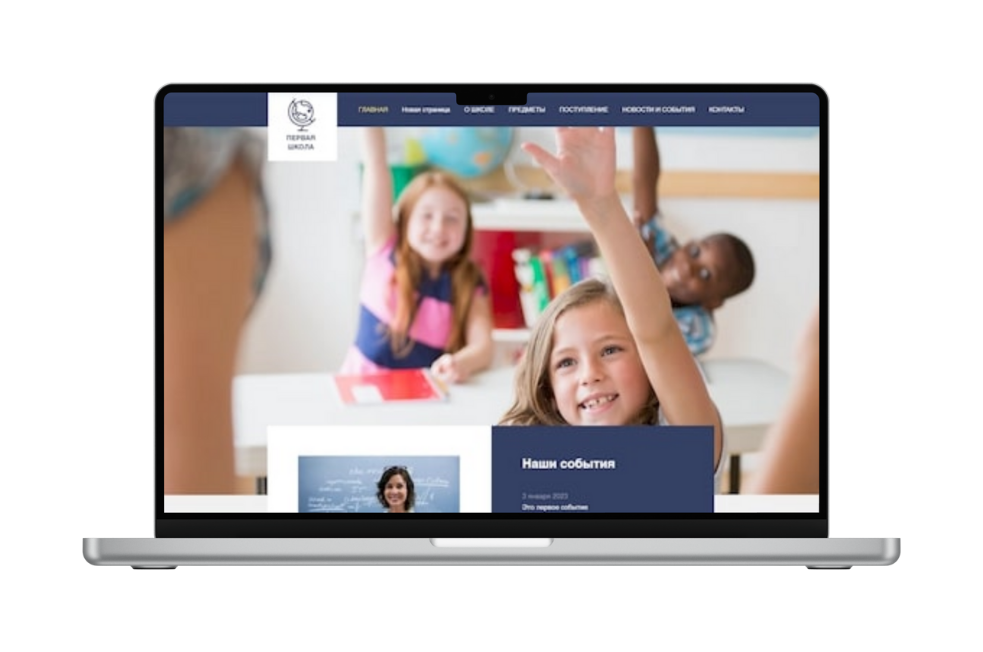 ПЕРВАЯ
ШКОЛА
ГЛАВНАЯ Новая страница О ШКОЛЕ ПРЕДМЕТЫ ПОСТУПЛЕНИЕ НОВОСТИ И СОБЫТИЯ КОНТАКТЫ
Наши события
2 января 2023
Это первое событие